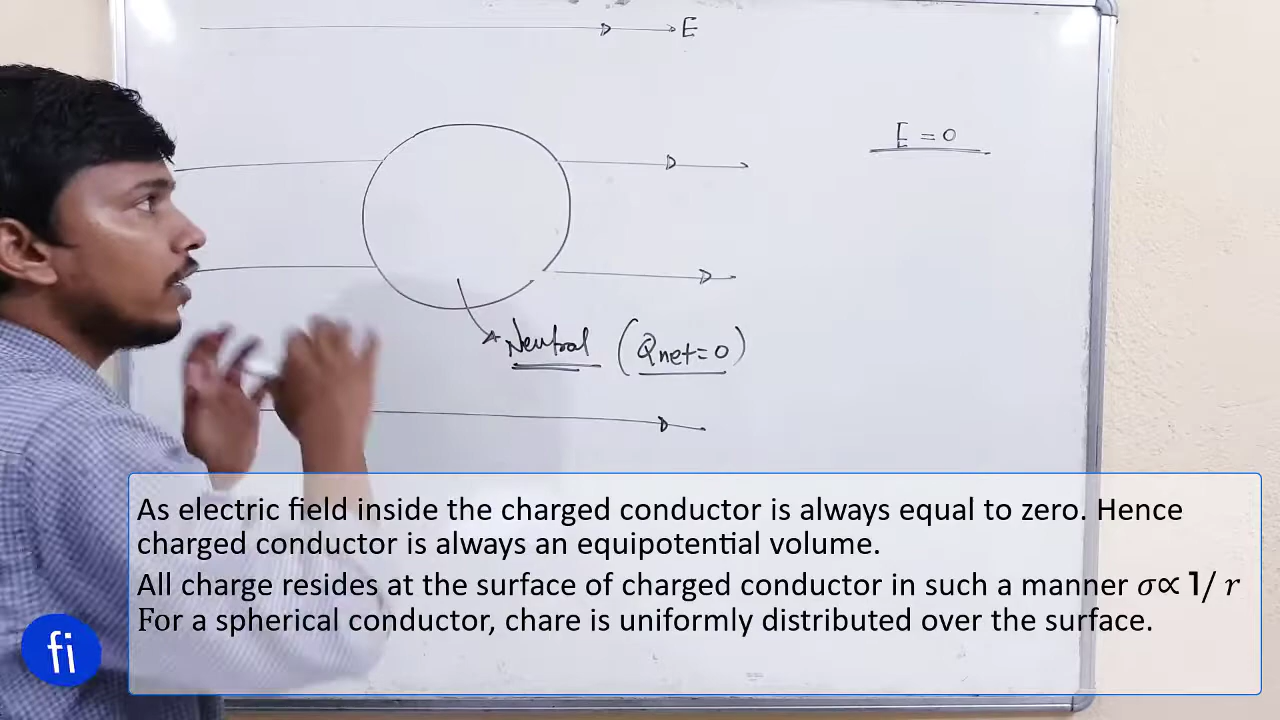 E
E = 0
Neutral (Qnet = 0)
As electric field inside the charged conductor is always equal to zero. Hence
charged conductor is always an equipotential volume.
All charge resides at the surface of charged conductor in such a manner σ∝ 1/ r
For a spherical conductor, chare is uniformly distributed over the surface.
fi